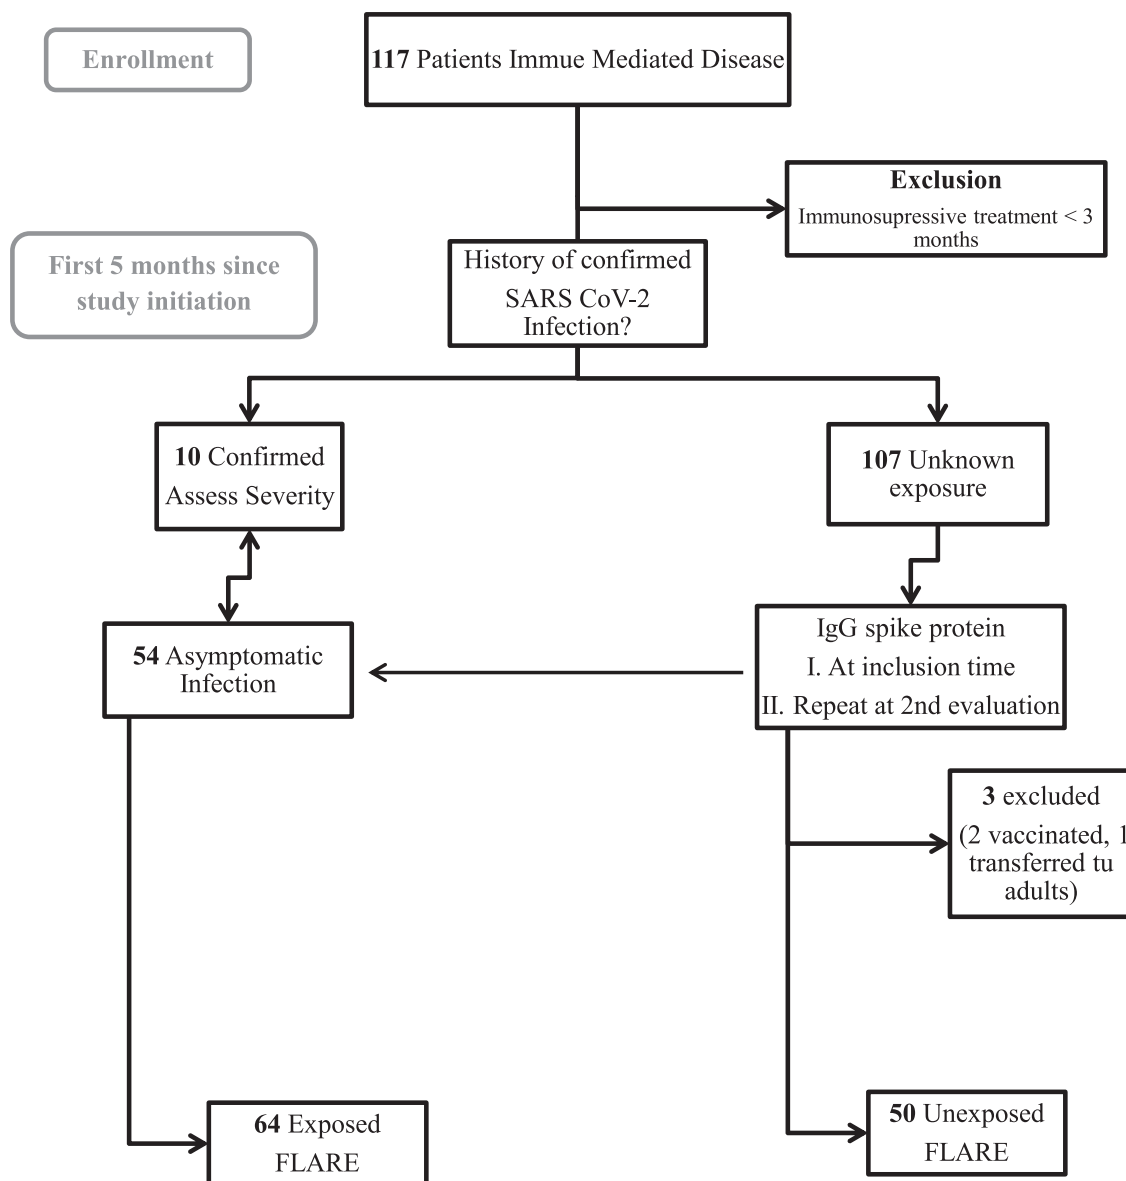 Enrollment
117 Patients Immue Mediated Disease
Exclusion
Immunosupressive treatment < 3
months
First 5 months since
study initiation
History of confirmed
SARS CoV-2
Infection?
10 Confirmed
Assess Severity
107 Unknown
exposure
54 Asymptomatic
Infection
IgG spike protein
I. At inclusion time
II. Repeat at 2nd evaluation
3 excluded
(2 vaccinated, 1
transferred tu
adults)
64 Exposed
FLARE
50 Unexposed
FLARE